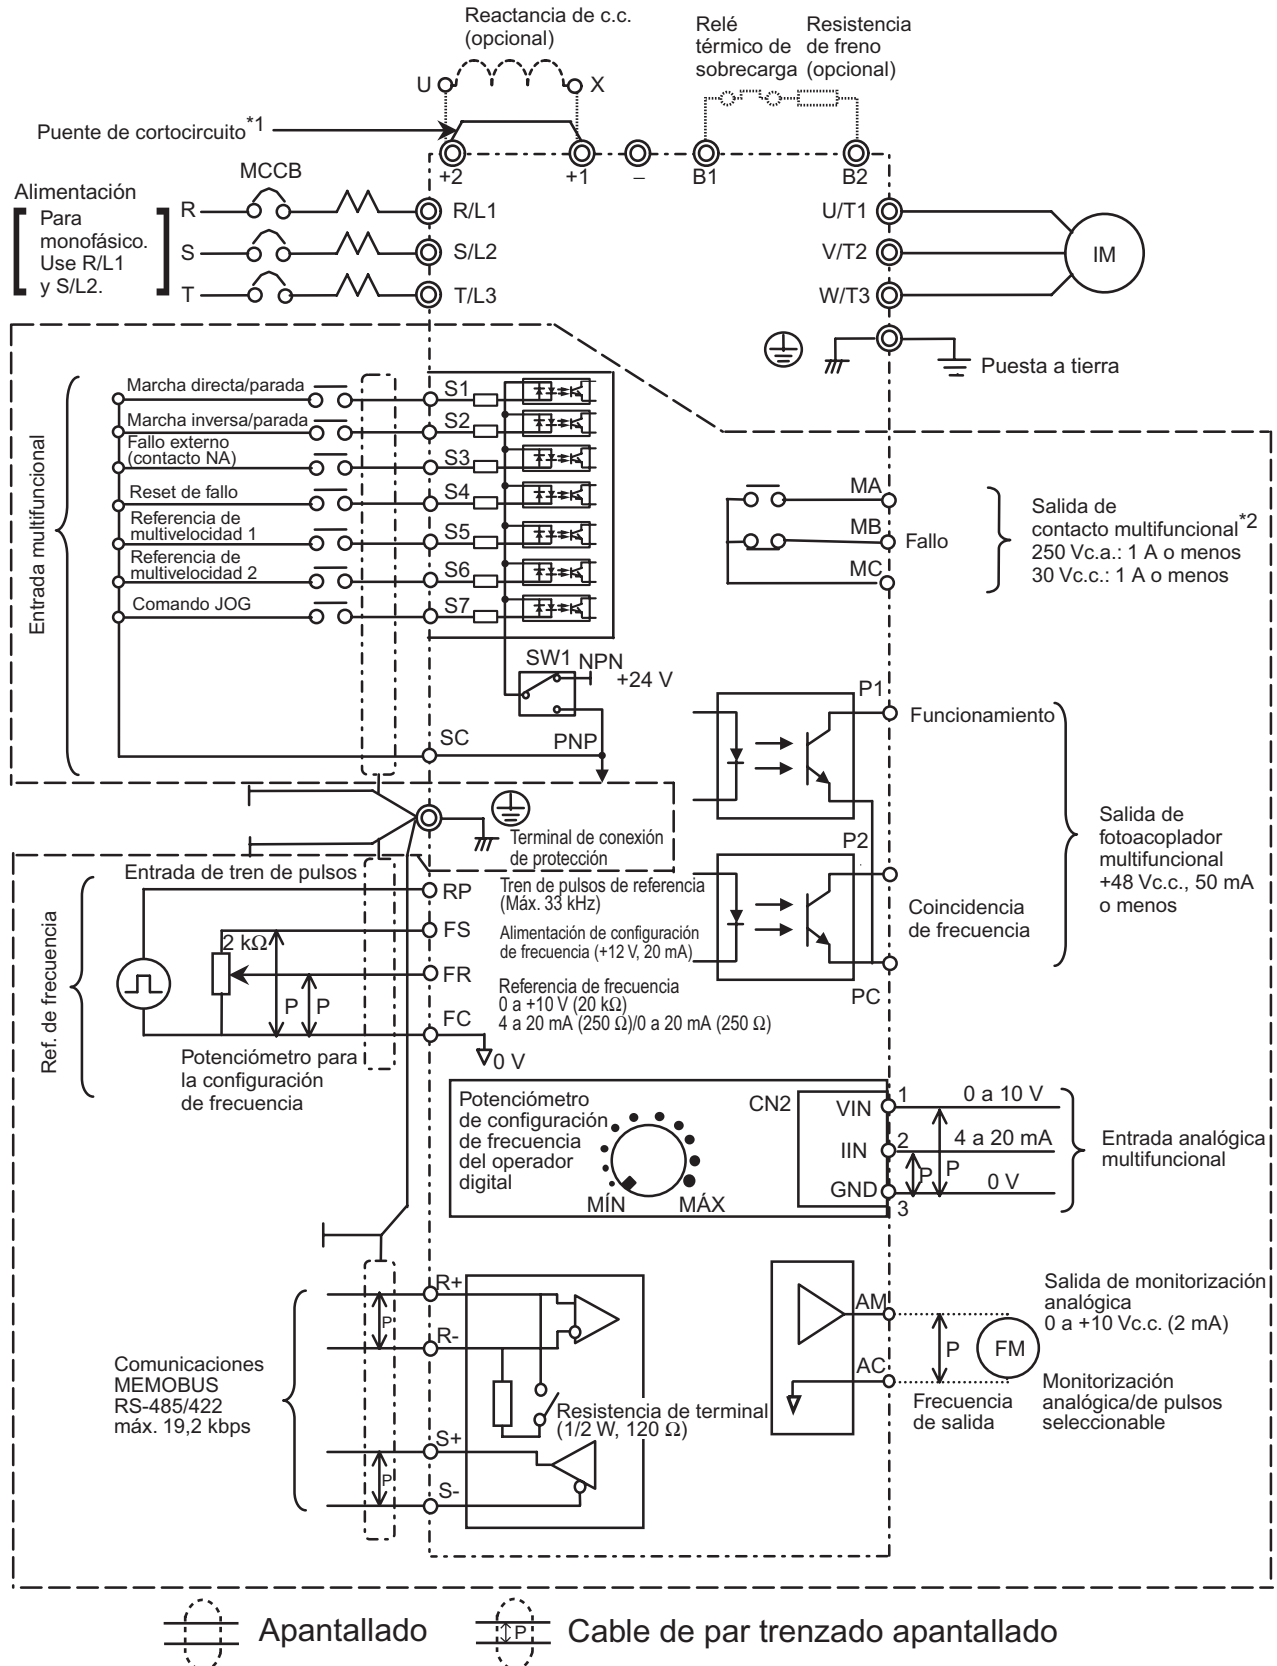 Reactancia de c.c.
(opcional)
Relé
térmico de
sobrecarga
Resistencia
de freno
(opcional)
U
X
Puente de cortocircuito*1
+2
+1
–
B1
B2
MCCB
Alimentación
Para
monofásico.
Use R/L1
y S/L2.
R
R/L1
S
S/L2
T
T/L3
U/T1
V/T2
W/T3
IM
Puesta a tierra
Entrada multifuncional
Marcha directa/parada
S1
Marcha inversa/parada
S2
Fallo externo
(contacto NA)
S3
Reset de fallo
S4
Referencia de
multivelocidad 1
S5
Referencia de
multivelocidad 2
S6
Comando JOG
S7
SW1
NPN
+24 V
PNP
SC
MA
MB
MC
Fallo
Salida de
contacto multifuncional*2
250 Vc.a.: 1 A o menos
30 Vc.c.: 1 A o menos
P1
Funcionamiento
P2
Coincidencia
de frecuencia
PC
Salida de
fotoacoplador
multifuncional
+48 Vc.c., 50 mA
o menos
Terminal de conexión
de protección
Ref. de frecuencia
Entrada de tren de pulsos
RP
Tren de pulsos de referencia
(Máx. 33 kHz)
FS
Alimentación de configuración
de frecuencia (+12 V, 20 mA)
2 kΩ
FR
P
P
Referencia de frecuencia
0 a +10 V (20 kΩ)
4 a 20 mA (250 Ω)/0 a 20 mA (250 Ω)
FC
0 V
Potenciómetro para
la configuración
de frecuencia
Potenciómetro
de configuración
de frecuencia
del operador
digital
MÍN
MÁX
CN2
VIN
1
0 a 10 V
IIN
2
4 a 20 mA
P
P
GND
3
0 V
Entrada analógica
multifuncional
Comunicaciones
MEMOBUS
RS-485/422
máx. 19,2 kbps
R+
P
R-
Resistencia de terminal
(1/2 W, 120 Ω)
S+
P
S-
AM
AC
P
FM
Frecuencia
de salida
Salida de monitorización
analógica
0 a +10 Vc.c. (2 mA)
Monitorización
analógica/de pulsos
seleccionable
Apantallado
P
Cable de par trenzado apantallado